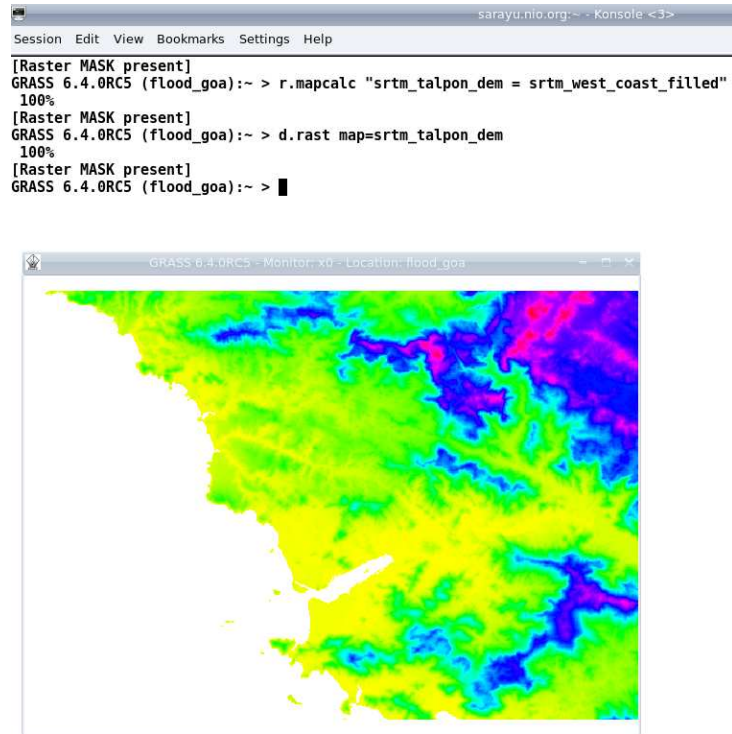 sarayu.nio.org:~ - Konsole <3>
Session Edit View Bookmarks Settings Help
[Raster MASK present]
GRASS 6.4.0RC5 (flood_goa):~ > r.mapcalc "srtm_talpon_dem = srtm_west_coast_filled"
100%
[Raster MASK present]
GRASS 6.4.0RC5 (flood_goa):~ > d.rast map=srtm_talpon_dem
100%
[Raster MASK present]
GRASS 6.4.0RC5 (flood_goa):~ >
GRASS 6.4.0RC5 - Monitor: x0 - Location: flood_goa